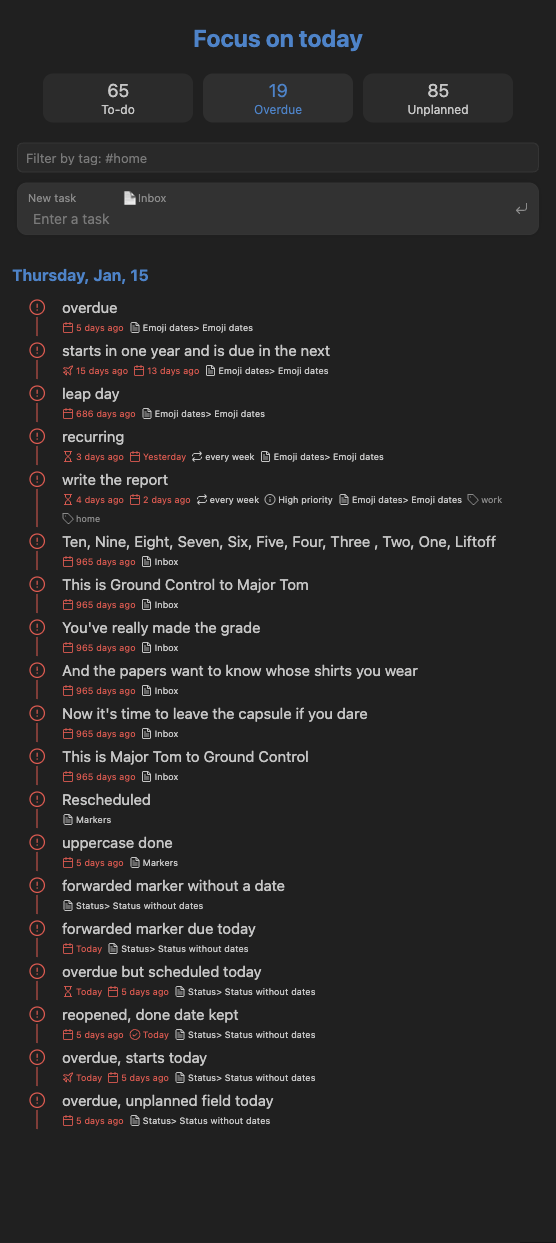 Focus on today
65
To-do
19
Overdue
85
Unplanned
Filter by tag: #home
New task
Inbox
Enter a task
Thursday, Jan, 15
overdue
5 days ago Emoji dates> Emoji dates
starts in one year and is due in the next
15 days ago 13 days ago Emoji dates> Emoji dates
leap day
686 days ago Emoji dates> Emoji dates
recurring
3 days ago Yesterday every week Emoji dates> Emoji dates
write the report
4 days ago 2 days ago every week High priority Emoji dates> Emoji dates work
home
Ten, Nine, Eight, Seven, Six, Five, Four, Three , Two, One, Liftoff
965 days ago Inbox
This is Ground Control to Major Tom
965 days ago Inbox
You've really made the grade
965 days ago Inbox
And the papers want to know whose shirts you wear
965 days ago Inbox
Now it's time to leave the capsule if you dare
965 days ago Inbox
This is Major Tom to Ground Control
965 days ago Inbox
Rescheduled
Markers
uppercase done
5 days ago Markers
forwarded marker without a date
Status> Status without dates
forwarded marker due today
Today Status> Status without dates
overdue but scheduled today
Today 5 days ago Status> Status without dates
reopened, done date kept
5 days ago Today Status> Status without dates
overdue, starts today
Today 5 days ago Status> Status without dates
overdue, unplanned field today
5 days ago Status> Status without dates